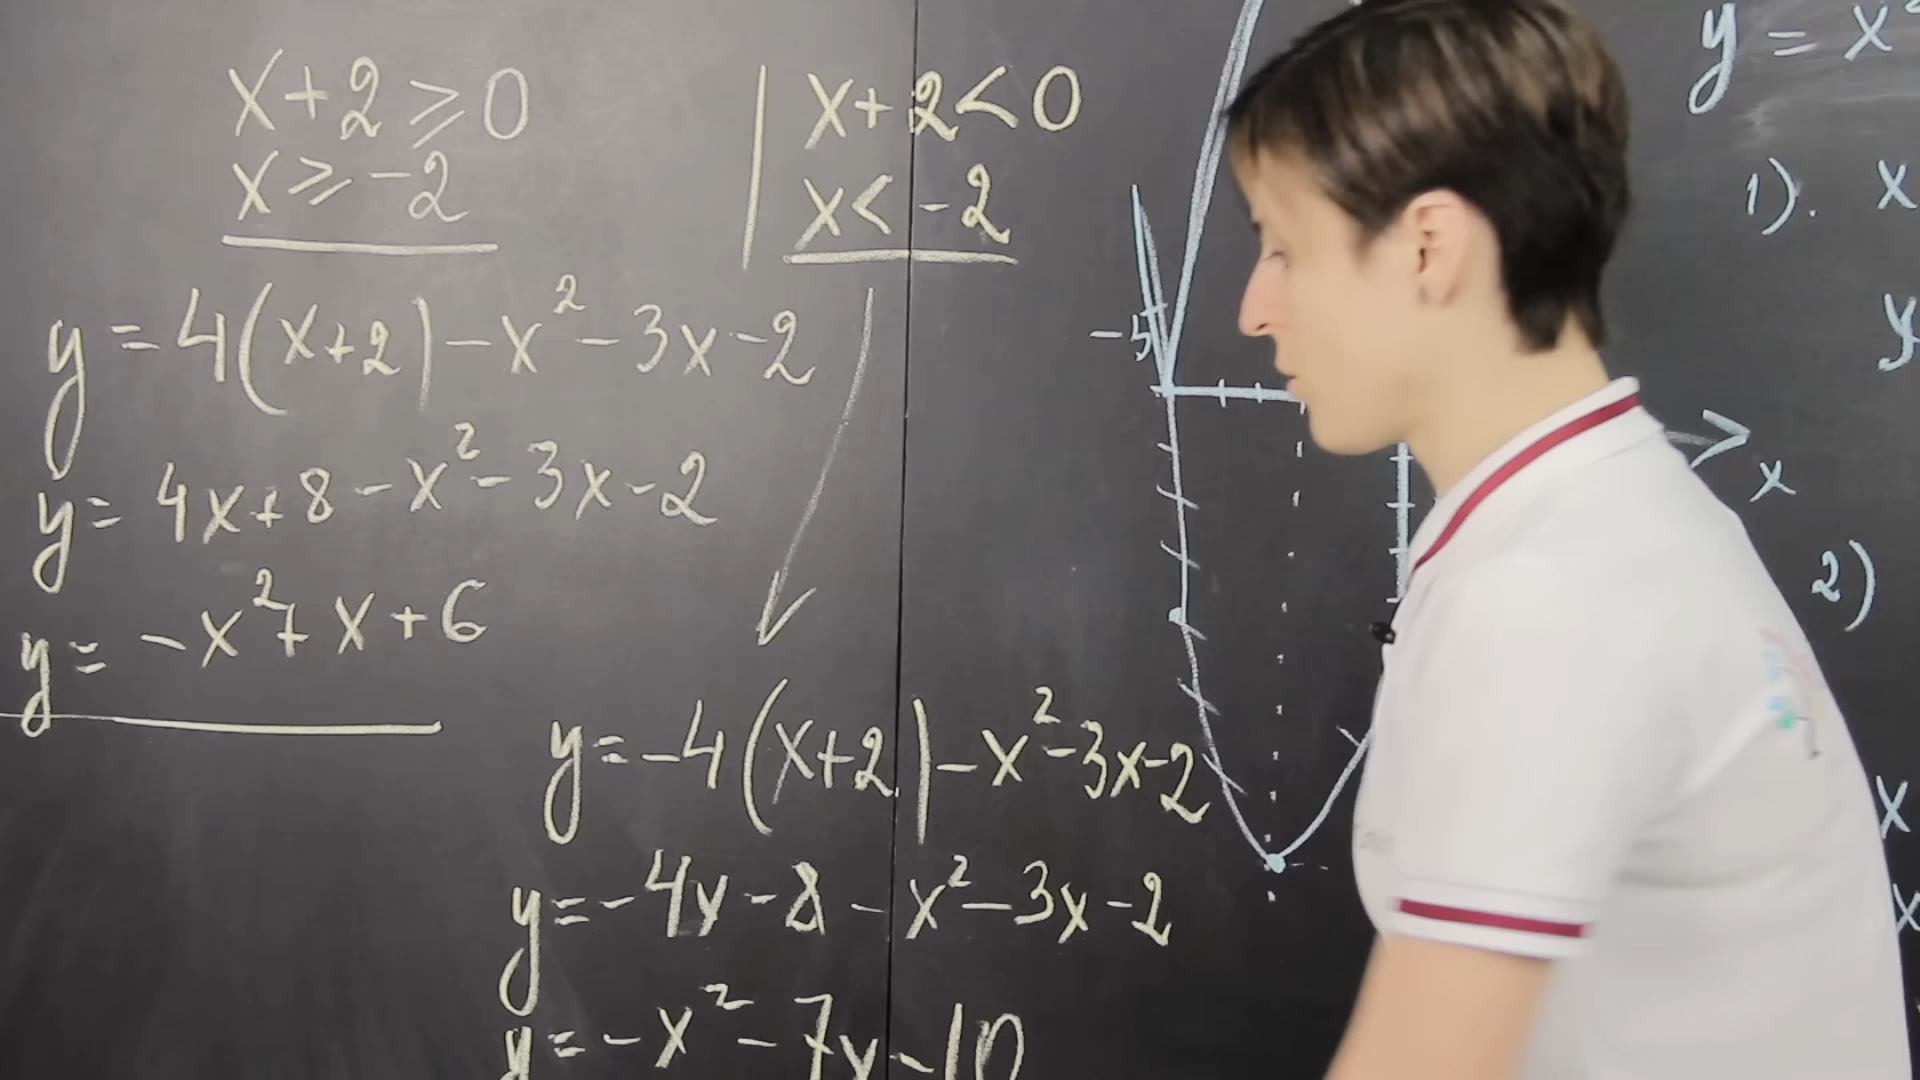 x+2⩾0
x⩾-2
y=4(x+2)-x²-3x-2
y=4x+8-x²-3x-2
y=-x²+x+6
x+2<0
x<-2
y=-4(x+2)-x²-3x-2
y=-4x-8-x²-3x-2
y=-x²-7x-10
-5
x
y=x²
1). x
y
2)
x
x